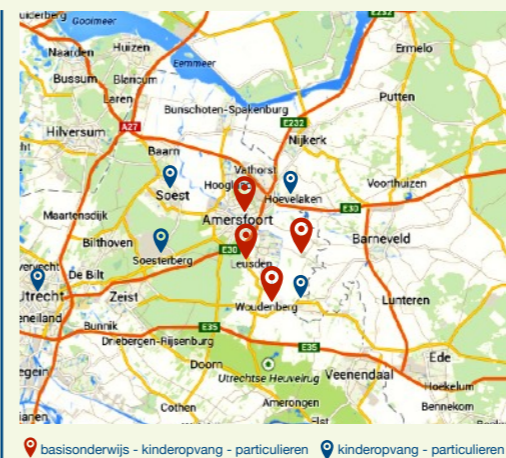 uiderberg
Gooimeer
Ermelo
Naarden Huizen
Eemmeer
Bussum Blaricum
Putten
Laren
Bunschoten-Spakenburg
A27
E232
Hilversum
Nijkerk
Baarn
Vathorst
Hoogland
Voorthuizen
Soest
Hoevelaken
E30
Maartensdijk
Amersfoort
Barneveld
Bilthoven
E30
Soesterberg
Leusden
De Bilt
Utrecht
Zeist
Woudenberg
Lunteren
Bunnik
E35
Driebergen-Rijsenburg
E35
Ede
Doorn
Utrechtse Heuvelrug
Veenendaal
Hoekelum
Cothen
Amerongen
Bennekom
Elst
basisonderwijs - kinderopvang - particulieren kinderopvang - particulieren